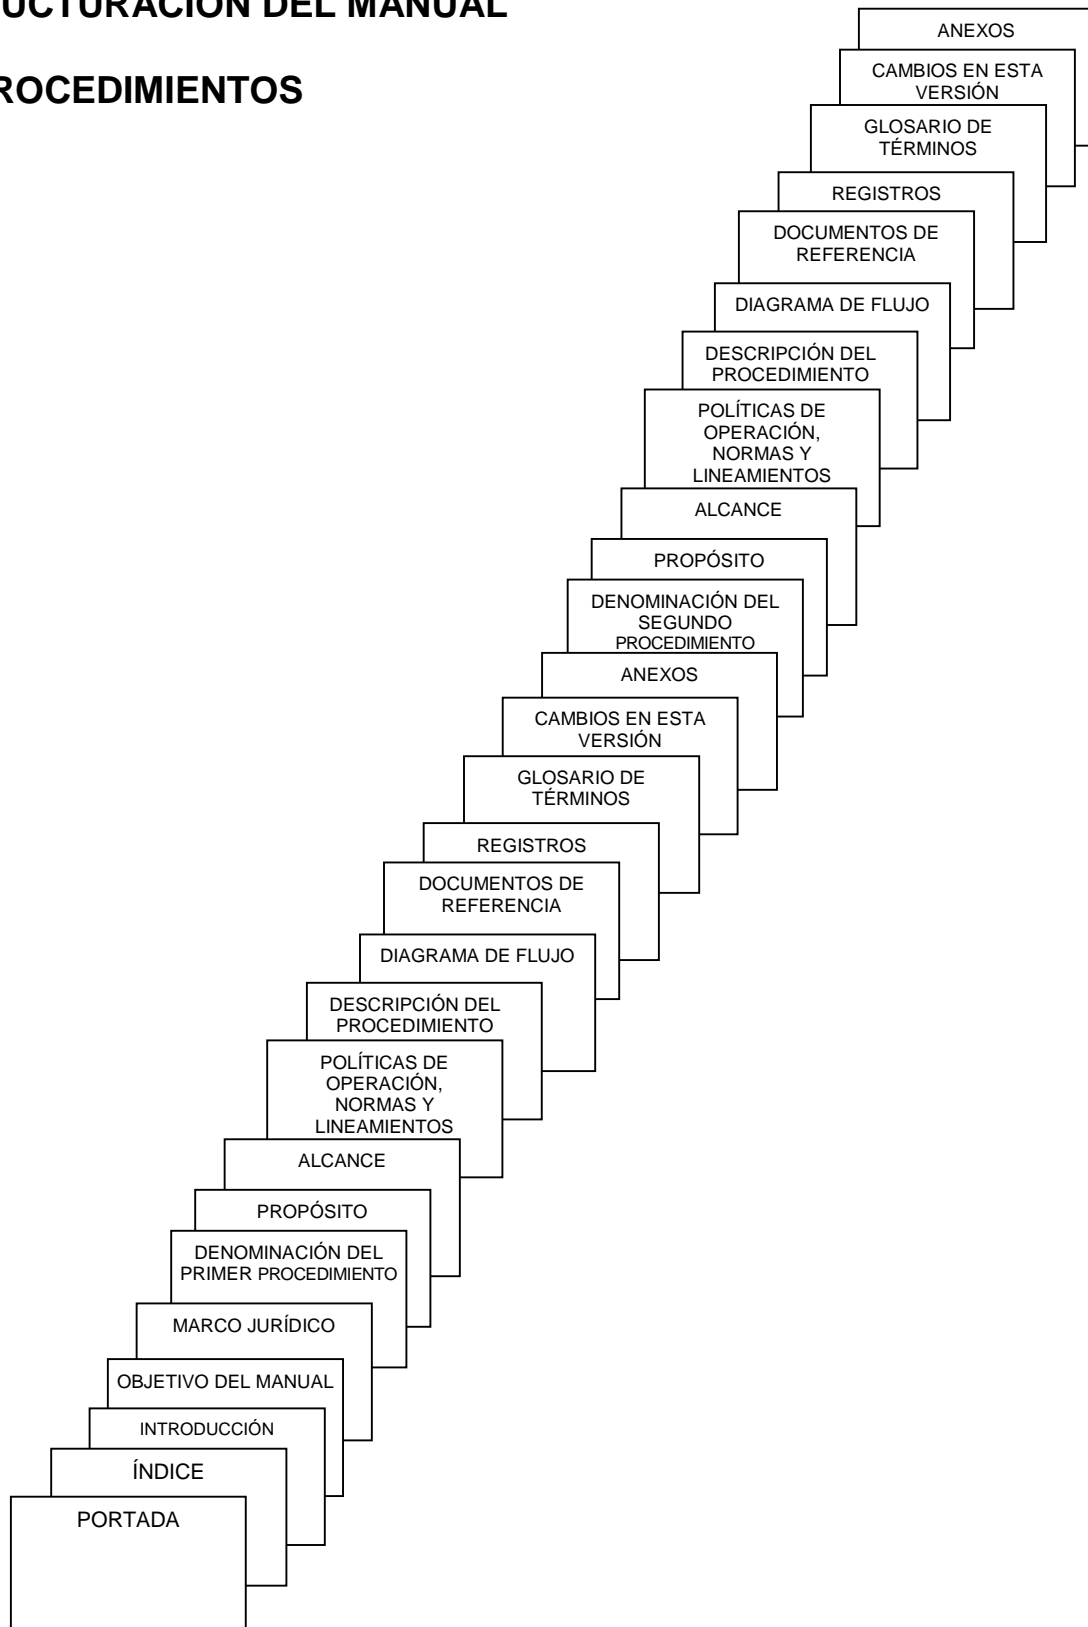 UCTURACIÓN DEL MANUAL
ROCEDIMIENTOS
ANEXOS
CAMBIOS EN ESTA
VERSIÓN
GLOSARIO DE
TÉRMINOS
REGISTROS
DOCUMENTOS DE
REFERENCIA
DIAGRAMA DE FLUJO
DESCRIPCIÓN DEL
PROCEDIMIENTO
POLÍTICAS DE
OPERACIÓN,
NORMAS Y
LINEAMIENTOS
ALCANCE
PROPÓSITO
DENOMINACIÓN DEL
SEGUNDO
PROCEDIMIENTO
ANEXOS
CAMBIOS EN ESTA
VERSIÓN
GLOSARIO DE
TÉRMINOS
REGISTROS
DOCUMENTOS DE
REFERENCIA
DIAGRAMA DE FLUJO
DESCRIPCIÓN DEL
PROCEDIMIENTO
POLÍTICAS DE
OPERACIÓN,
NORMAS Y
LINEAMIENTOS
ALCANCE
PROPÓSITO
DENOMINACIÓN DEL
PRIMER PROCEDIMIENTO
MARCO JURÍDICO
OBJETIVO DEL MANUAL
INTRODUCCIÓN
ÍNDICE
PORTADA